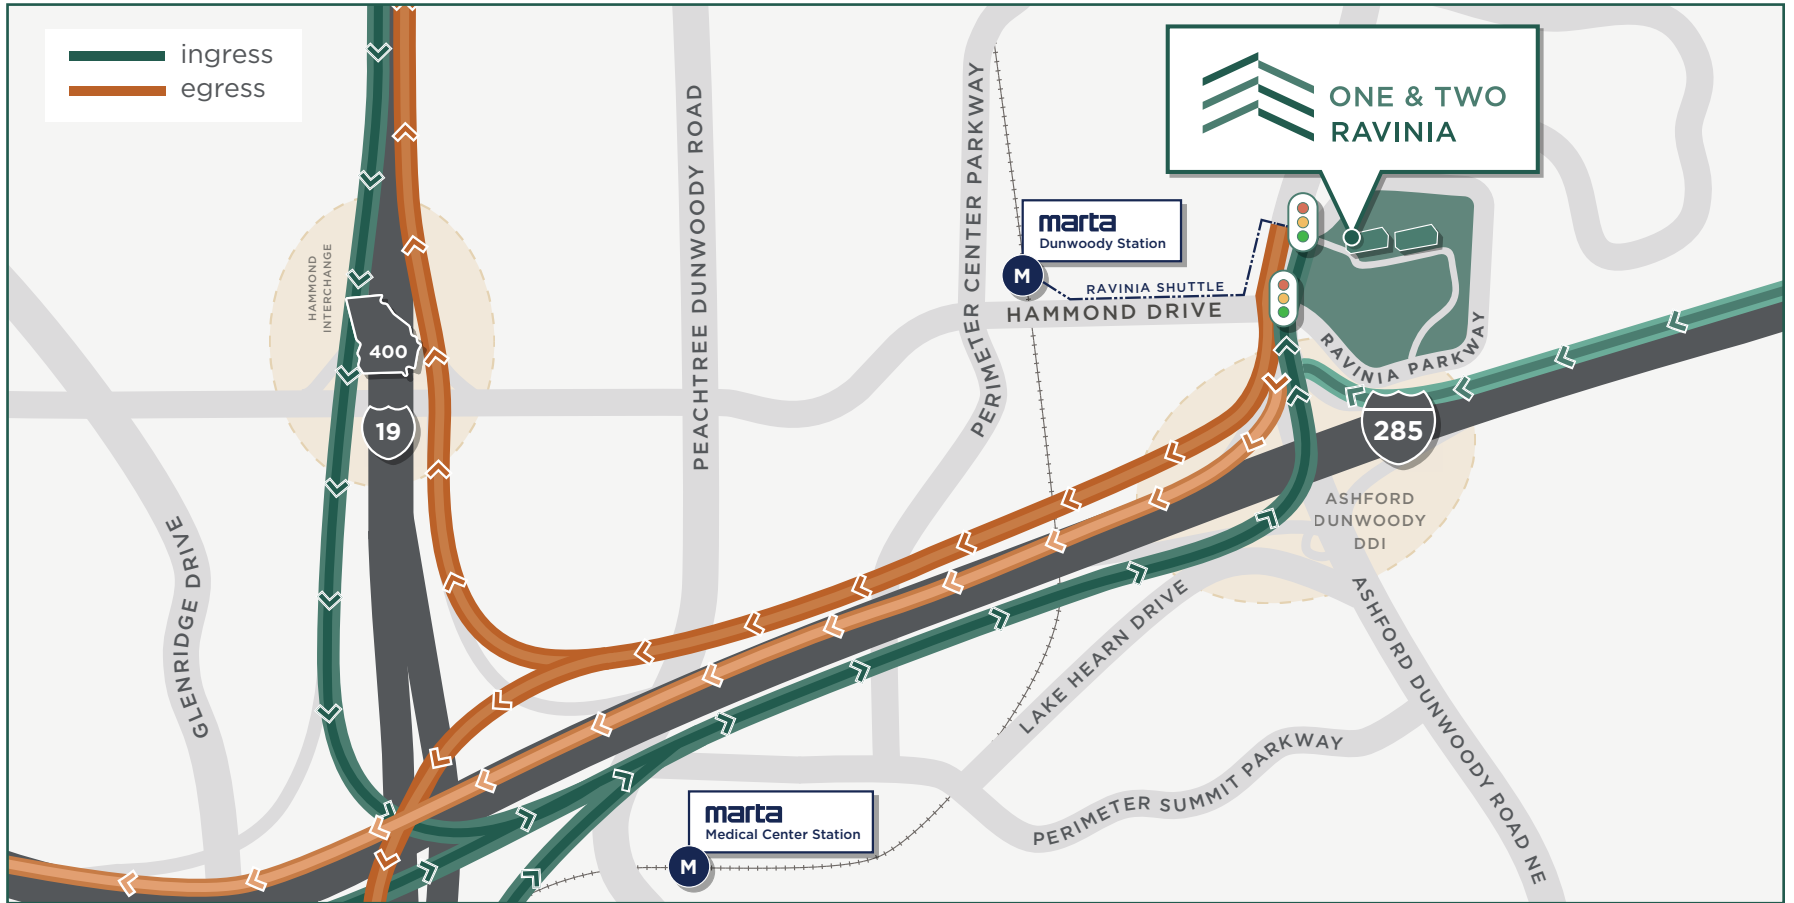 ingress
egress
ONE & TWO
RAVINIA
PEACHTREE DUNWOODY ROAD
PERIMETER CENTER PARKWAY
marta
Dunwoody Station
M
RAVINIA SHUTTLE
HAMMOND DRIVE
HAMMOND
INTERCHANGE
400
19
PERIMETER
RAVINIA PARKWAY
285
ASHFORD
DUNWOODY
DDI
GLENRIDGE DRIVE
LAKE HEARN DRIVE
ASHFORD DUNWOODY ROAD NE
PERIMETER SUMMIT PARKWAY
marta
Medical Center Station
M